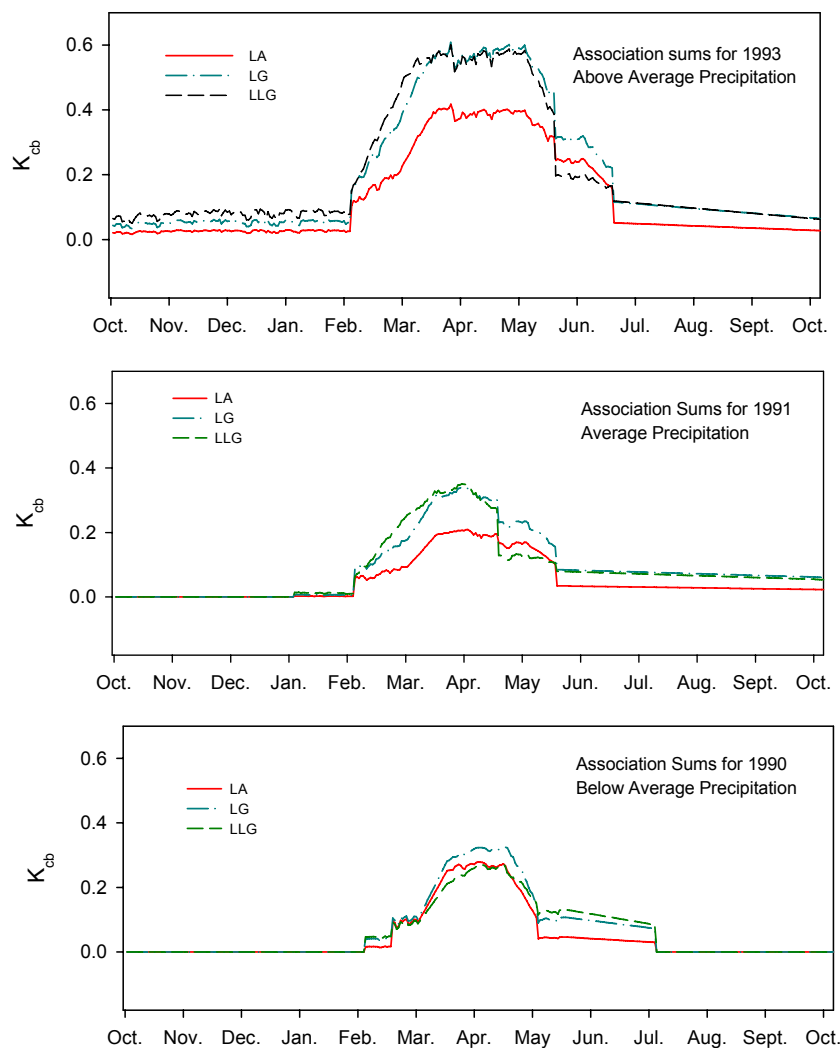 0.6
0.4
0.2
0.0
K_cb
LA
LG
LLG
Association sums for 1993
Above Average Precipitation
Oct. Nov. Dec. Jan. Feb. Mar. Apr. May Jun. Jul. Aug. Sept. Oct.
0.6
0.4
0.2
0.0
K_cb
LA
LG
LLG
Association Sums for 1991
Average Precipitation
Oct. Nov. Dec. Jan. Feb. Mar. Apr. May Jun. Jul. Aug. Sept. Oct.
0.6
0.4
0.2
0.0
K_cb
LA
LG
LLG
Association Sums for 1990
Below Average Precipitation
Oct. Nov. Dec. Jan. Feb. Mar. Apr. May Jun. Jul. Aug. Sept. Oct.